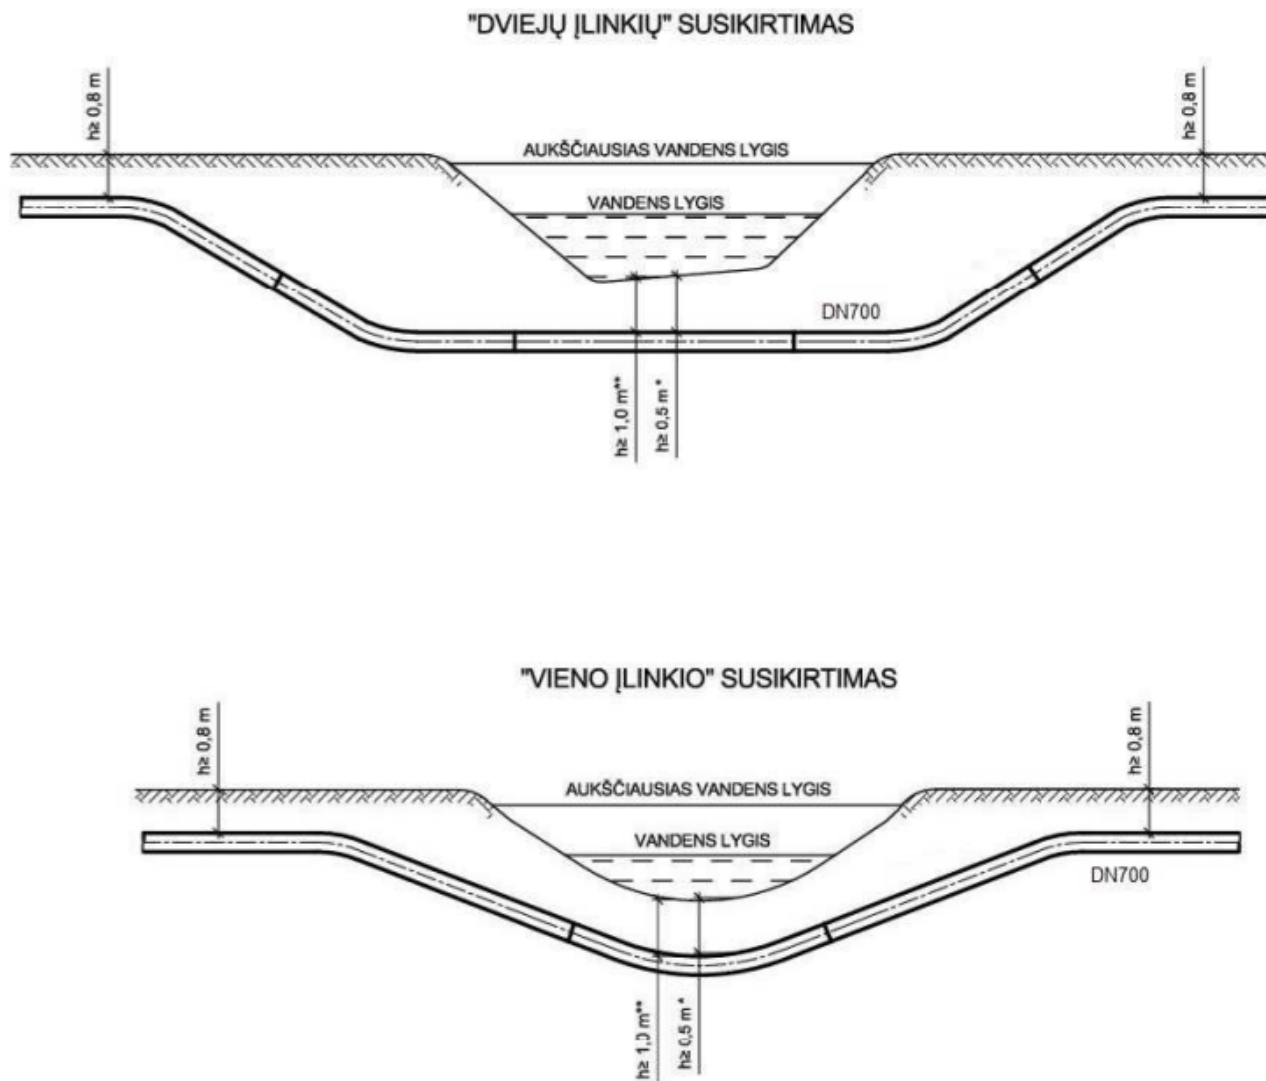 "DVIEJŲ ĮLINKIŲ" SUSIKIRTIMAS
h≥ 0,8 m
h≥ 0,8 m
AUKŠČIAUSIAS VANDENS LYGIS
VANDENS LYGIS
DN700
h≥ 1,0 m**
h≥ 0,5 m*
"VIENO ĮLINKIO" SUSIKIRTIMAS
h≥ 0,8 m
h≥ 0,8 m
AUKŠČIAUSIAS VANDENS LYGIS
VANDENS LYGIS
DN700
h≥ 1,0 m**
h≥ 0,5 m*